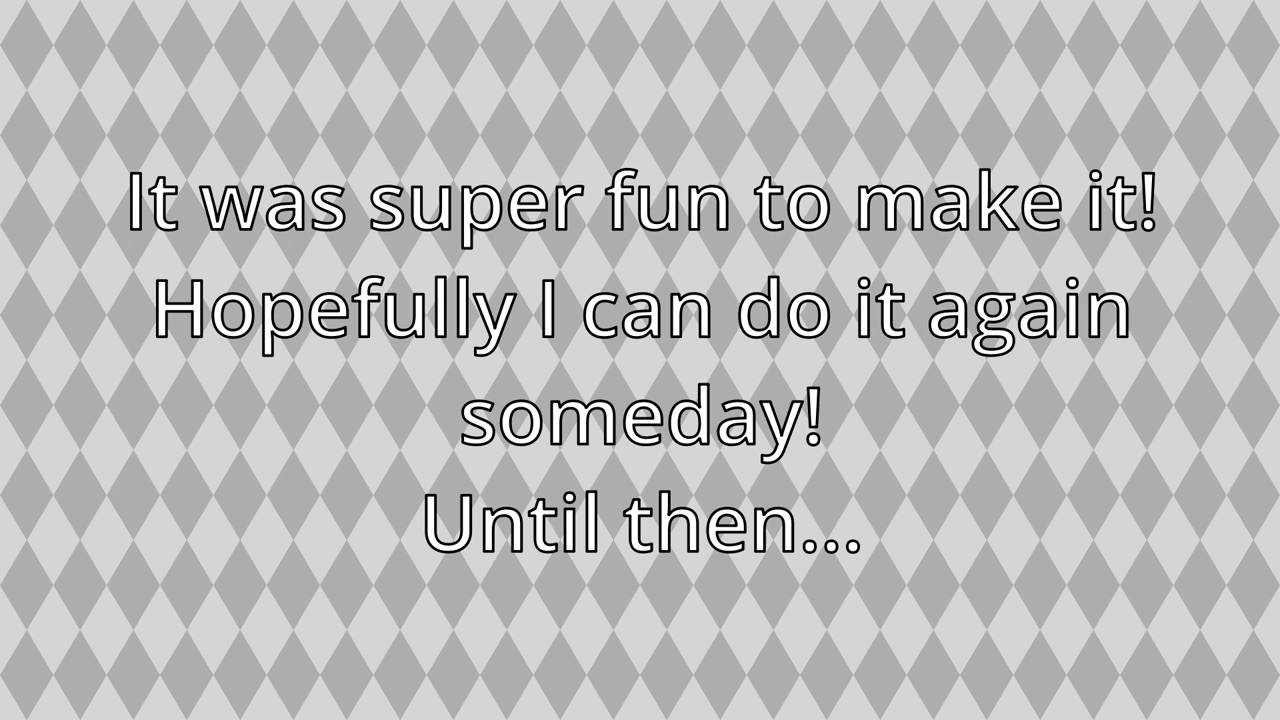 It was super fun to make it!
Hopefully I can do it again
someday!
Until then...